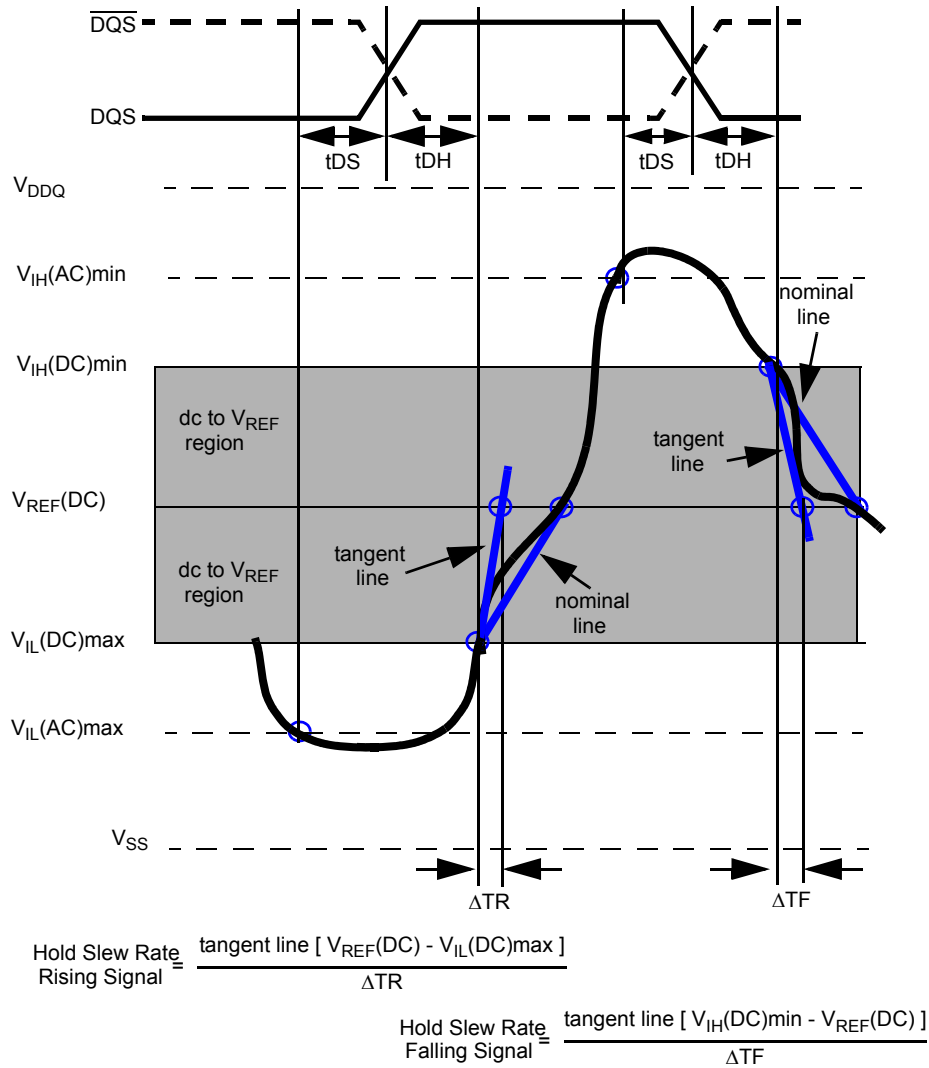 DQS
DQS
tDS
tDH
tDS
tDH
VDDQ
VIH(AC)min
nominal
line
VIH(DC)min
dc to VREF
region
tangent
line
VREF(DC)
tangent
line
dc to VREF
region
nominal
line
VIL(DC)max
VIL(AC)max
VSS
ΔTR
ΔTF
Hold Slew Rate
Rising Signal
=
tangent line [ VREF(DC) - VIL(DC)max ]
ΔTR
Hold Slew Rate
Falling Signal
=
tangent line [ VIH(DC)min - VREF(DC) ]
ΔTF